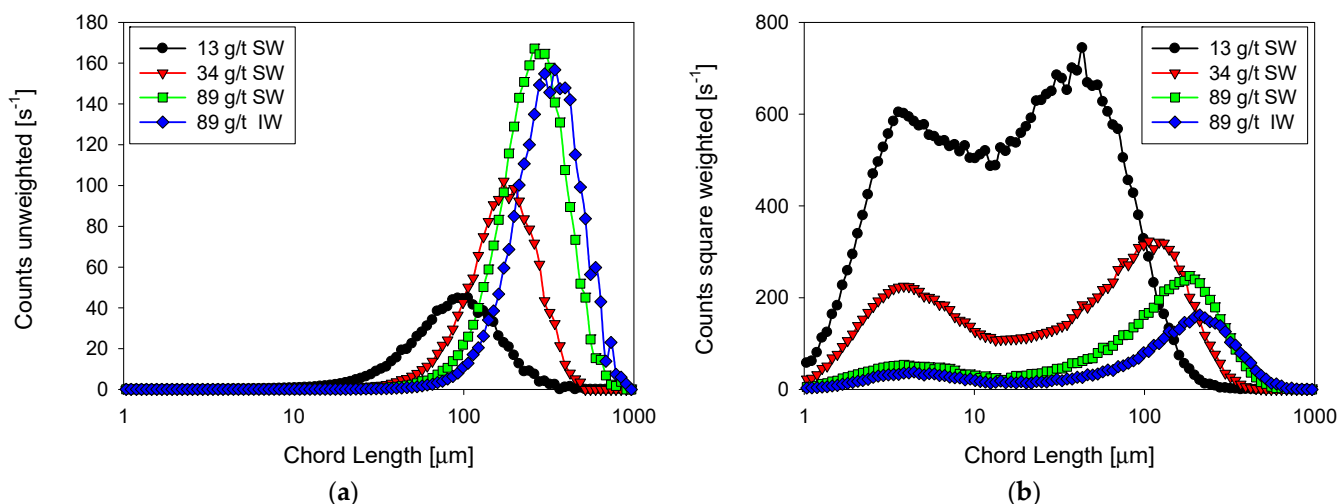 180
160
140
120
100
80
60
40
20
0
Counts unweighted [s⁻¹]
13 g/t SW
34 g/t SW
89 g/t SW
89 g/t IW
1
10
100
1000
Chord Length [μm]
(a)
800
600
400
200
0
Counts square weighted [s⁻¹]
13 g/t SW
34 g/t SW
89 g/t SW
89 g/t IW
1
10
100
1000
Chord Length [μm]
(b)